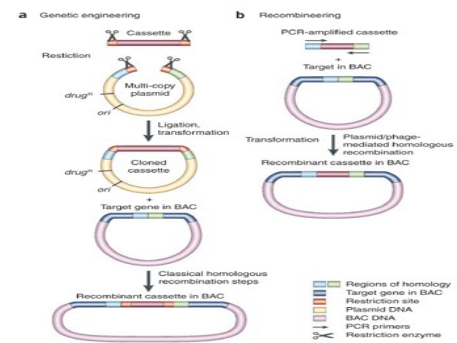 a Genetic engineering
Cassette
Restiction
Multi-copy
plasmid
drugᴿ
ori
Ligation,
transformation
Cloned
cassette
drugᴿ
ori
+
Target gene in BAC
Classical homologous
recombination steps
Recombinant cassette in BAC
b Recombineering
PCR-amplified cassette
+
Target in BAC
Transformation
Plasmid/phage-
mediated homologous
recombination
Recombinant cassette in BAC
Regions of homology
Target gene in BAC
Restriction site
Plasmid DNA
BAC DNA
PCR primers
Restriction enzyme